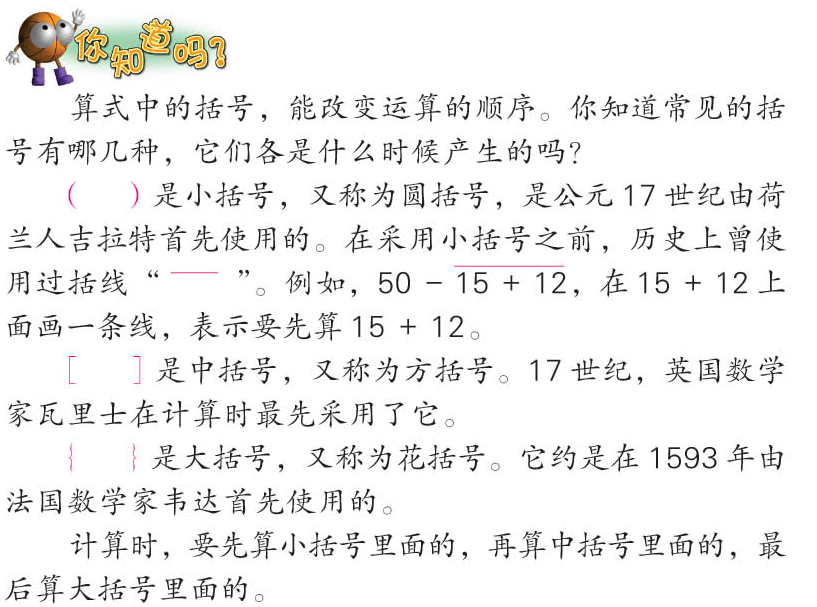 你知道吗？
算式中的括号，能改变运算的顺序。你知道常见的括
号有哪几种，它们各是什么时候产生的吗？
（　）是小括号，又称为圆括号，是公元 17 世纪由荷
兰人吉拉特首先使用的。在采用小括号之前，历史上曾使
用过括线“ ¯¯ ”。例如，50 － 15 + 12，在 15 + 12 上
面画一条线，表示要先算 15 + 12。
［　］是中括号，又称为方括号。17 世纪，英国数学
家瓦里士在计算时最先采用了它。
｛　｝是大括号，又称为花括号。它约是在 1593 年由
法国数学家韦达首先使用的。
计算时，要先算小括号里面的，再算中括号里面的，最
后算大括号里面的。